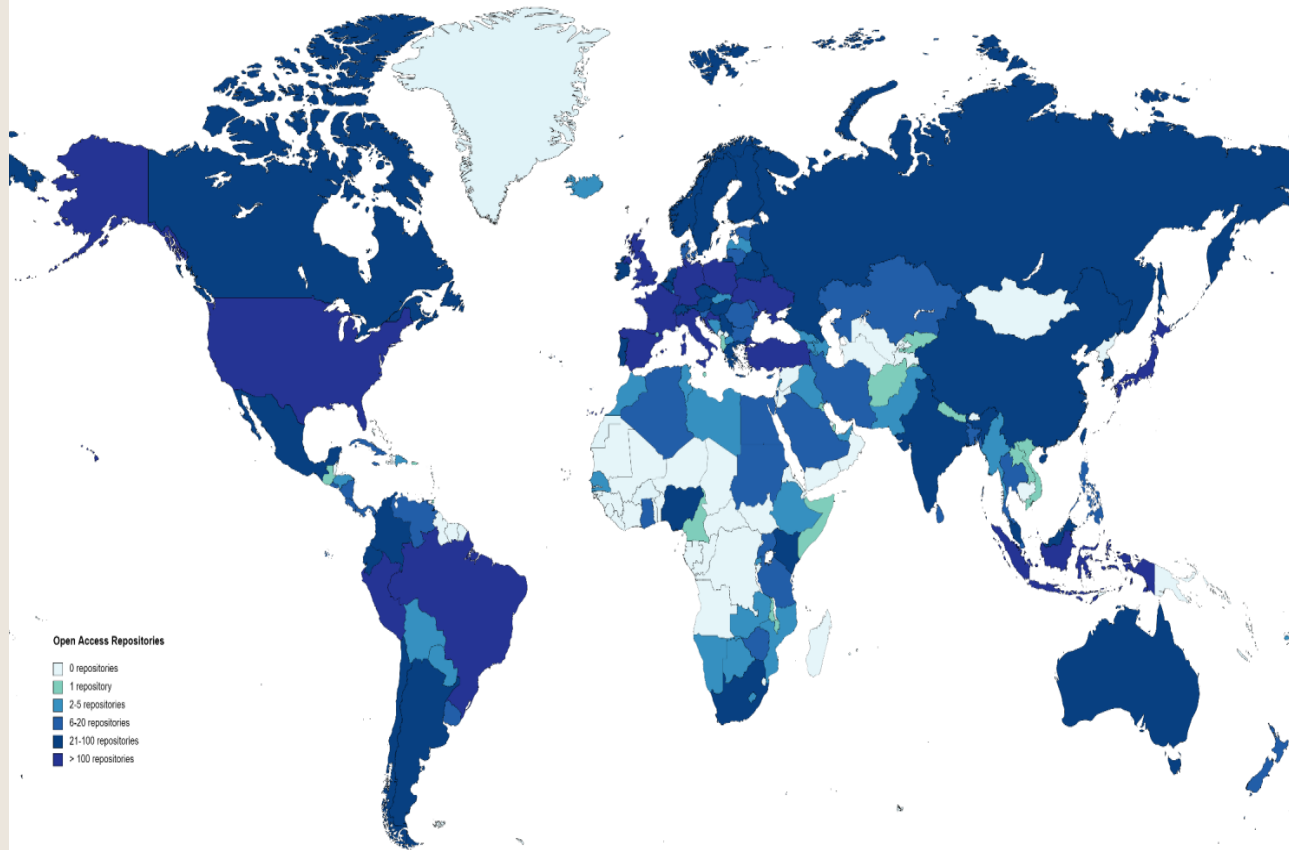 Open Access Repositories
0 repositories
1 repository
2-5 repositories
6-20 repositories
21-100 repositories
> 100 repositories